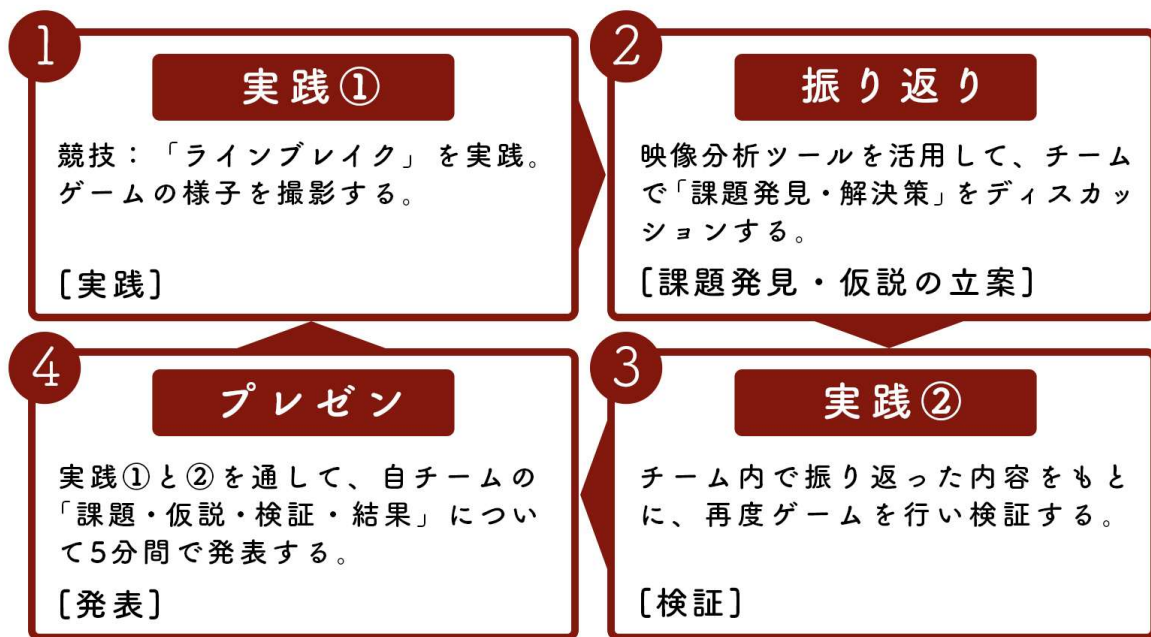 1
実践①
競技：「ラインブレイク」を実践。
ゲームの様子を撮影する。
[実践]
2
振り返り
映像分析ツールを活用して、チーム
で「課題発見・解決策」をディスカッ
ションする。
[課題発見・仮説の立案]
3
実践②
チーム内で振り返った内容をもと
に、再度ゲームを行い検証する。
[検証]
4
プレゼン
実践①と②を通して、自チームの
「課題・仮説・検証・結果」につい
て5分間で発表する。
[発表]